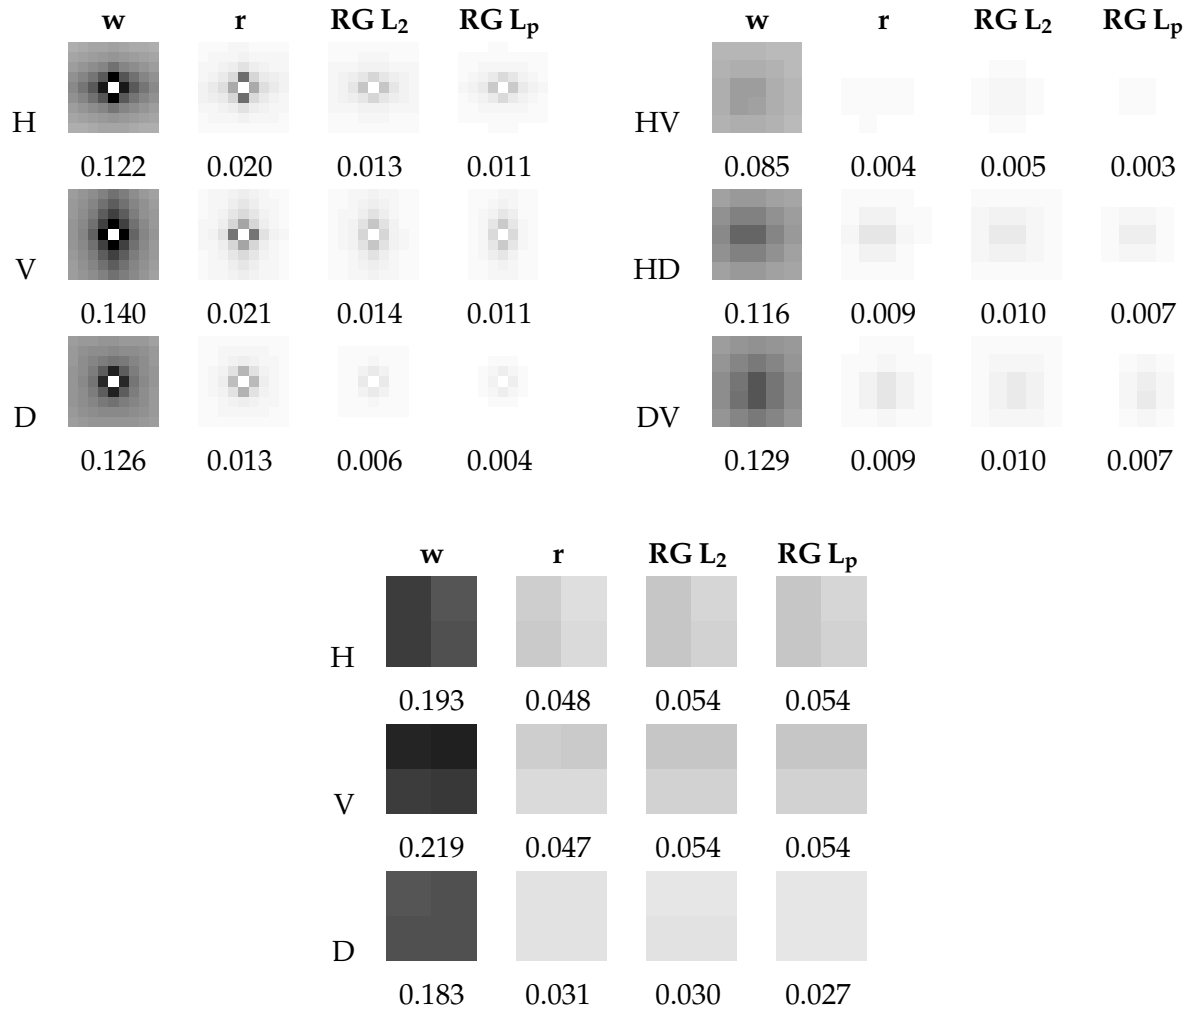 w r RG L₂ RG Lₚ
H
0.122 0.020 0.013 0.011
V
0.140 0.021 0.014 0.011
D
0.126 0.013 0.006 0.004
w r RG L₂ RG Lₚ
HV
0.085 0.004 0.005 0.003
HD
0.116 0.009 0.010 0.007
DV
0.129 0.009 0.010 0.007
w r RG L₂ RG Lₚ
H
0.193 0.048 0.054 0.054
V
0.219 0.047 0.054 0.054
D
0.183 0.031 0.030 0.027